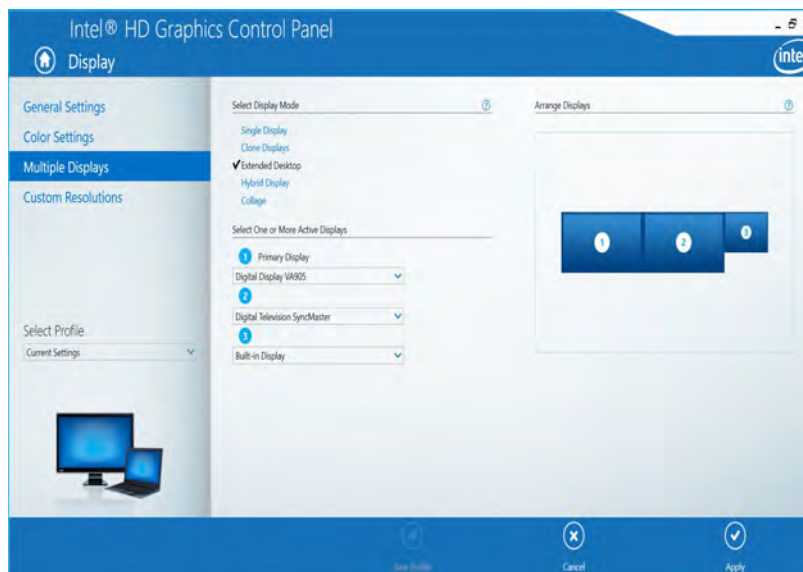 Intel® HD Graphics Control Panel
Display
inte
General Settings
Color Settings
Multiple Displays
Custom Resolutions
Select Profile
Current Settings
Select Display Mode
?
Single Display
Clone Displays
Extended Desktop
Hybrid Display
Collage
Select One or More Active Displays
1 Primary Display
Digital Display VA905
2
Digital Television SyncMaster
3
Built-in Display
Arrange Displays
?
1 2 3
Save Profile
Cancel
Apply